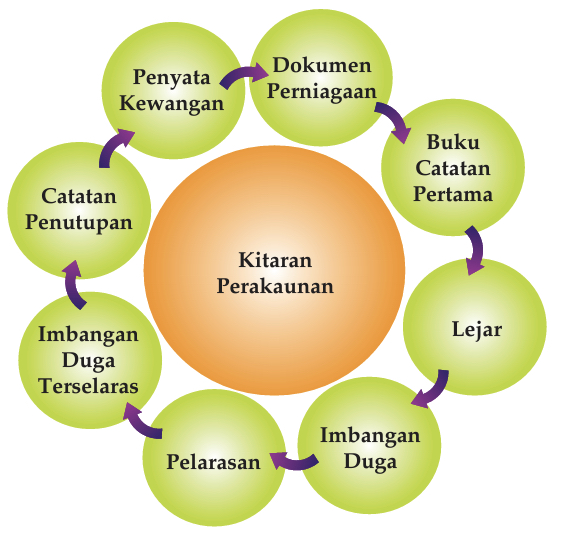 Dokumen
Perniagaan
Buku
Catatan
Pertama
Lejar
Imbangan
Duga
Pelarasan
Imbangan
Duga
Terselaras
Catatan
Penutupan
Penyata
Kewangan
Kitaran
Perakaunan